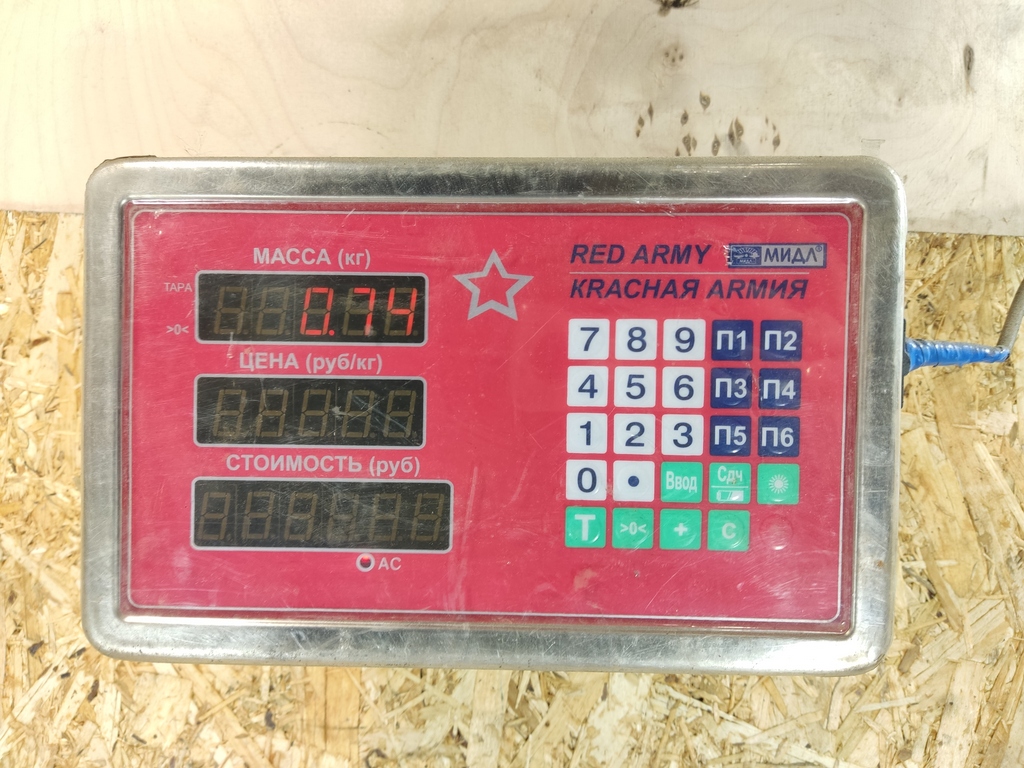 МАССА (кг)
ТАРА
0.74
>0<
ЦЕНА (руб/кг)
СТОИМОСТЬ (руб)
АС
RED ARMY
МИДЛ®
КRАСНАЯ АRМИЯ
7 8 9 П1 П2
4 5 6 П3 П4
1 2 3 П5 П6
0 . Ввод Сдч
T >0< + с